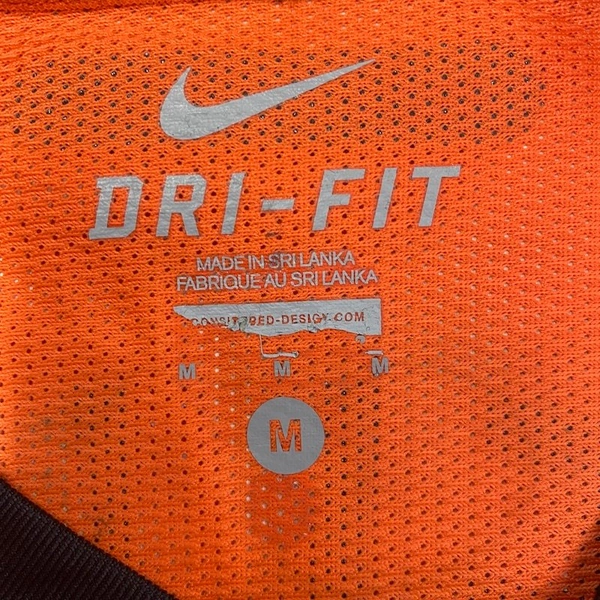 DRI-FIT
MADE IN SRI LANKA
FABRIQUE AU SRI LANKA
M M M
M